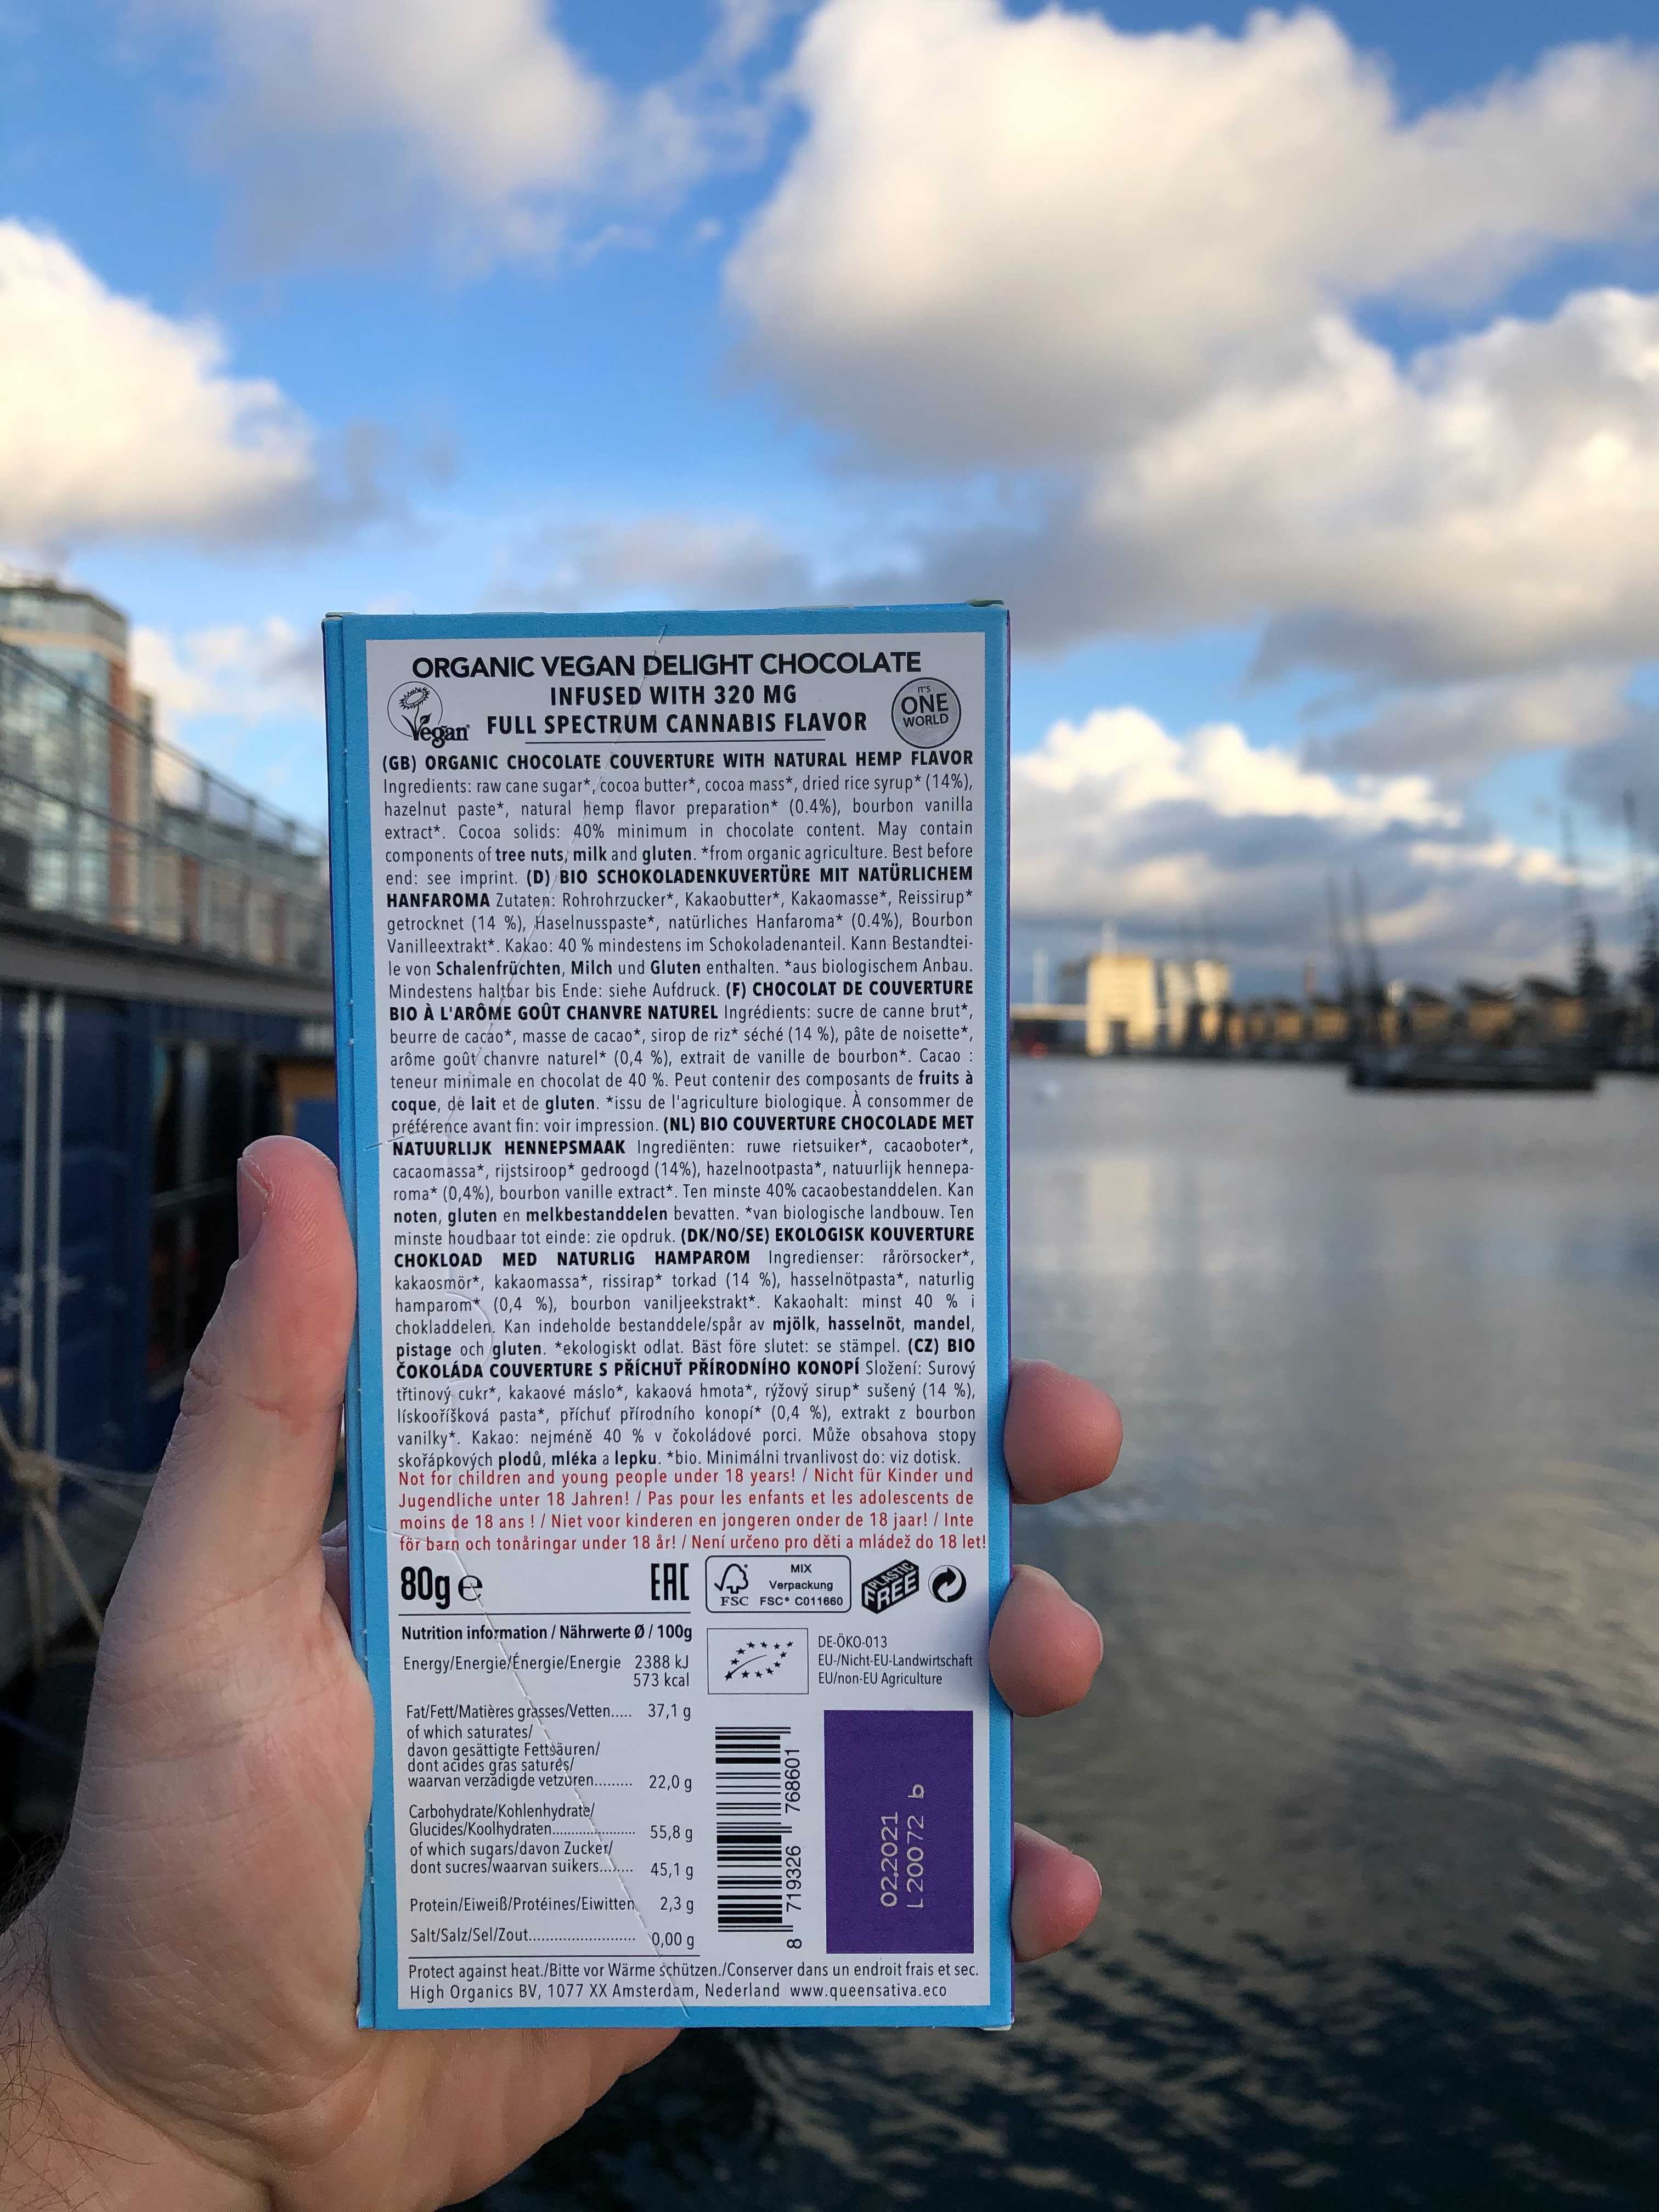 ORGANIC VEGAN DELIGHT CHOCOLATE
INFUSED WITH 320 MG
FULL SPECTRUM CANNABIS FLAVOR
Vegan
IT'S
ONE
WORLD
(GB) ORGANIC CHOCOLATE COUVERTURE WITH NATURAL HEMP FLAVOR
Ingredients: raw cane sugar*, cocoa butter*, cocoa mass*, dried rice syrup* (14%),
hazelnut paste*, natural hemp flavor preparation* (0.4%), bourbon vanilla
extract*. Cocoa solids: 40% minimum in chocolate content. May contain
components of tree nuts, milk and gluten. *from organic agriculture. Best before
end: see imprint. (D) BIO SCHOKOLADENKUVERTÜRE MIT NATÜRLICHEM
HANFAROMA Zutaten: Rohrohrzucker*, Kakaobutter*, Kakaomasse*, Reissirup*
getrocknet (14 %), Haselnusspaste*, natürliches Hanfaroma* (0.4%), Bourbon
Vanilleextrakt*. Kakao: 40 % mindestens im Schokoladenanteil. Kann Bestandtei-
le von Schalenfrüchten, Milch und Gluten enthalten. *aus biologischem Anbau.
Mindestens haltbar bis Ende: siehe Aufdruck. (F) CHOCOLAT DE COUVERTURE
BIO À L'ARÔME GOÛT CHANVRE NATUREL Ingrédients: sucre de canne brut*,
beurre de cacao*, masse de cacao*, sirop de riz* séché (14 %), pâte de noisette*,
arôme goût chanvre naturel* (0,4 %), extrait de vanille de bourbon*. Cacao :
teneur minimale en chocolat de 40 %. Peut contenir des composants de fruits à
coque, de lait et de gluten. *issu de l'agriculture biologique. À consommer de
préférence avant fin: voir impression. (NL) BIO COUVERTURE CHOCOLADE MET
NATUURLIJK HENNEPSMAAK Ingrediënten: ruwe rietsuiker*, cacaoboter*,
cacaomassa*, rijstsiroop* gedroogd (14%), hazelnootpasta*, natuurlijk hennepa-
roma* (0,4%), bourbon vanille extract*. Ten minste 40% cacaobestanddelen. Kan
noten, gluten en melkbestanddelen bevatten. *van biologische landbouw. Ten
minste houdbaar tot einde: zie opdruk. (DK/NO/SE) EKOLOGISK KOUVERTURE
CHOKLOAD MED NATURLIG HAMPAROM Ingredienser: rårörsocker*,
kakaosmör*, kakaomassa*, rissirap* torkad (14 %), hasselnötpasta*, naturlig
hamparom* (0,4 %), bourbon vaniljeekstrakt*. Kakaohalt: minst 40 % i
chokladdelen. Kan indeholde bestanddele/spår av mjölk, hasselnöt, mandel,
pistage och gluten. *ekologiskt odlat. Bäst före slutet: se stämpel. (CZ) BIO
ČOKOLÁDA COUVERTURE S PŘÍCHUŤ PŘÍRODNÍHO KONOPÍ Složení: Surový
třtinový cukr*, kakaové máslo*, kakaová hmota*, rýžový sirup* sušený (14 %),
lískooříšková pasta*, příchuť přírodního konopí* (0,4 %), extrakt z bourbon
vanilky*. Kakao: nejméně 40 % v čokoládové porci. Může obsahova stopy
skořápkových plodů, mléka a lepku. *bio. Minimálni trvanlivost do: viz dotisk.
Not for children and young people under 18 years! / Nicht für Kinder und
Jugendliche unter 18 Jahren! / Pas pour les enfants et les adolescents de
moins de 18 ans ! / Niet voor kinderen en jongeren onder de 18 jaar! / Inte
för barn och tonåringar under 18 år! / Není určeno pro děti a mládež do 18 let!
80g ℮
EAC
FSC
MIX
Verpackung
FSC® C011660
PLASTIC
FREE
Nutrition information / Nährwerte Ø / 100g
Energy/Energie/Énergie/Energie 2388 kJ
573 kcal
Fat/Fett/Matières grasses/Vetten..... 37,1 g
of which saturates/
davon gesättigte Fettsäuren/
dont acides gras saturés/
waarvan verzadigde vetzuren......... 22,0 g
Carbohydrate/Kohlenhydrate/
Glucides/Koolhydraten.................... 55,8 g
of which sugars/davon Zucker/
dont sucres/waarvan suikers........ 45,1 g
Protein/Eiweiß/Protéines/Eiwitten 2,3 g
Salt/Salz/Sel/Zout......................... 0,00 g
DE-ÖKO-013
EU-/Nicht-EU-Landwirtschaft
EU/non-EU Agriculture
8 719326 768601
02.2021
L 20072 b
Protect against heat./Bitte vor Wärme schützen./Conserver dans un endroit frais et sec.
High Organics BV, 1077 XX Amsterdam, Nederland www.queensativa.eco